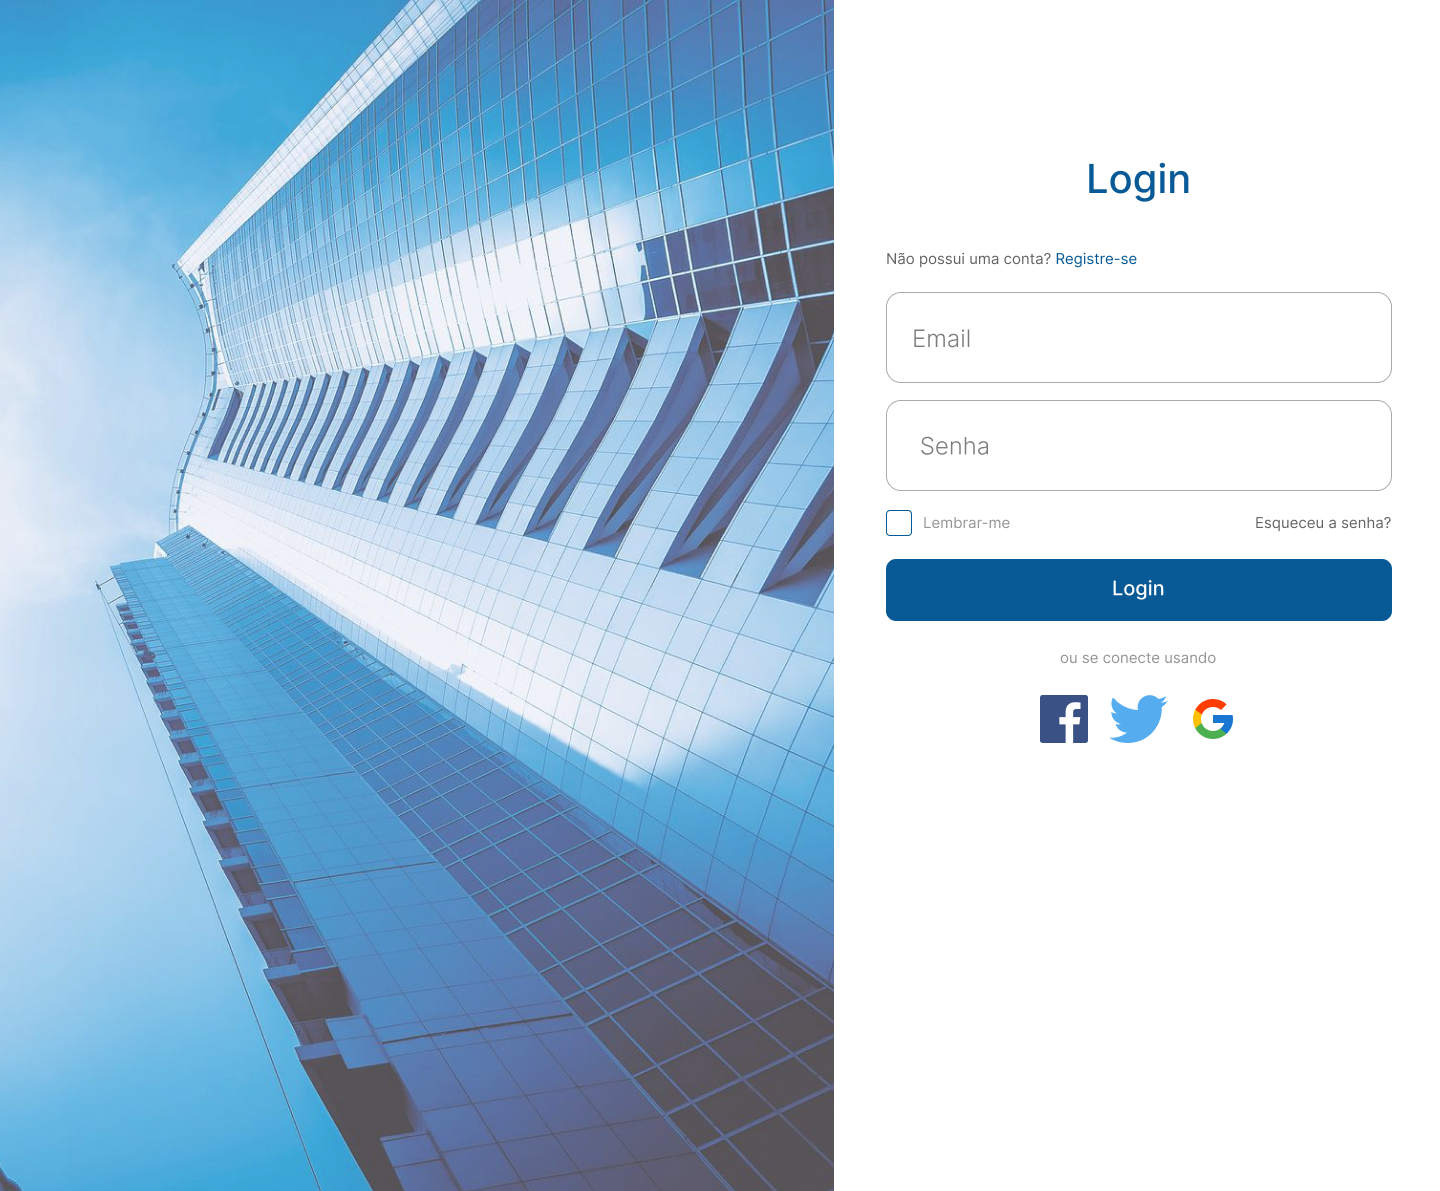 Login
Não possui uma conta? Registre-se
Email
Senha
Lembrar-me Esqueceu a senha?
Login
ou se conecte usando